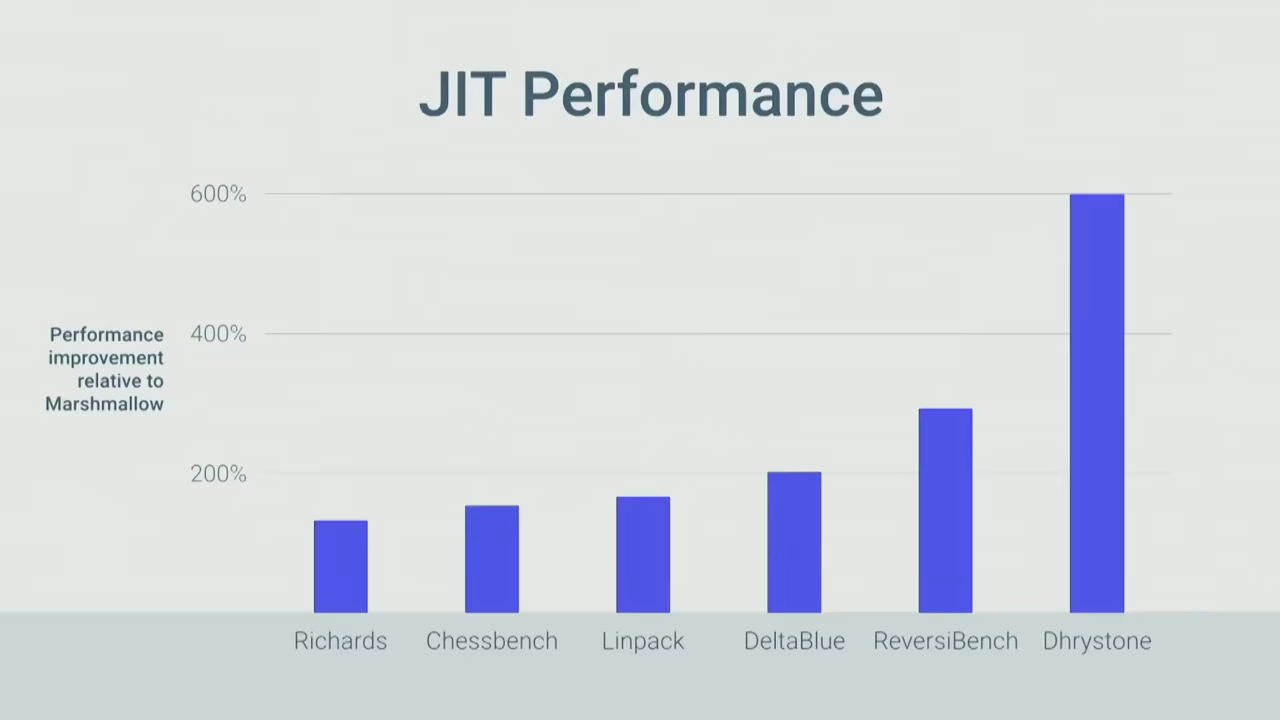 JIT Performance
600%
400%
200%
Performance
improvement
relative to
Marshmallow
Richards
Chessbench
Linpack
DeltaBlue
ReversiBench
Dhrystone